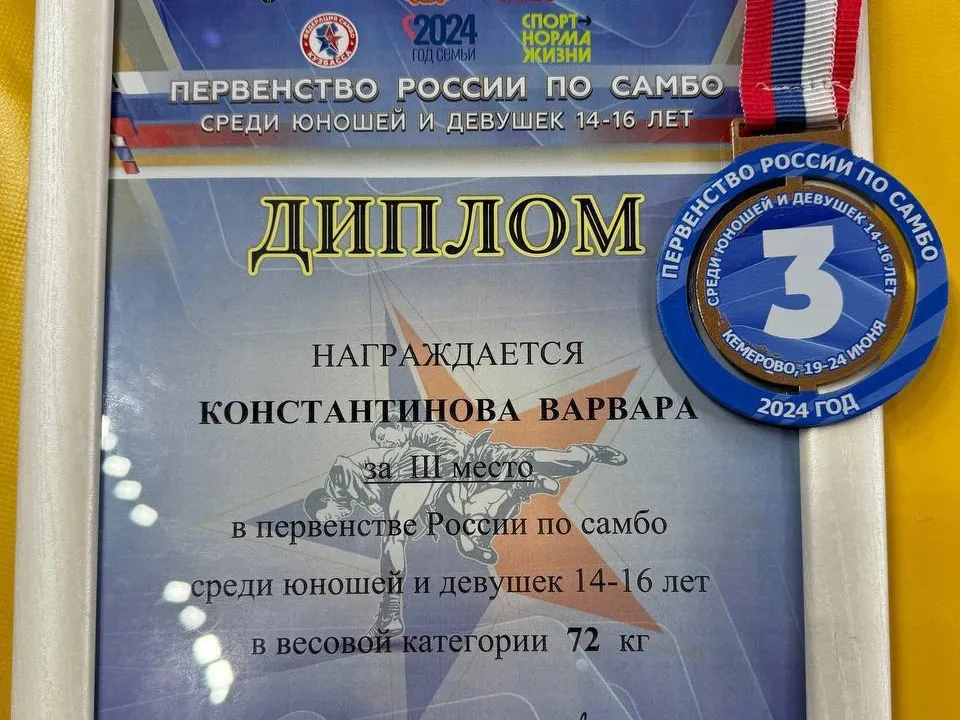 ФЕДЕРАЦИЯ САМБО
КУЗБАССА
2024
ГОД СЕМЬИ
СПОРТ
НОРМА
ЖИЗНИ
ПЕРВЕНСТВО РОССИИ ПО САМБО
СРЕДИ ЮНОШЕЙ И ДЕВУШЕК 14-16 ЛЕТ
ДИПЛОМ
НАГРАЖДАЕТСЯ
КОНСТАНТИНОВА ВАРВАРА
за III место
в первенстве России по самбо
среди юношей и девушек 14-16 лет
в весовой категории 72 кг
ПЕРВЕНСТВО РОССИИ ПО САМБО
СРЕДИ ЮНОШЕЙ И ДЕВУШЕК 14-16 ЛЕТ
3
КЕМЕРОВО, 19-24 ИЮНЯ
2024 ГОД